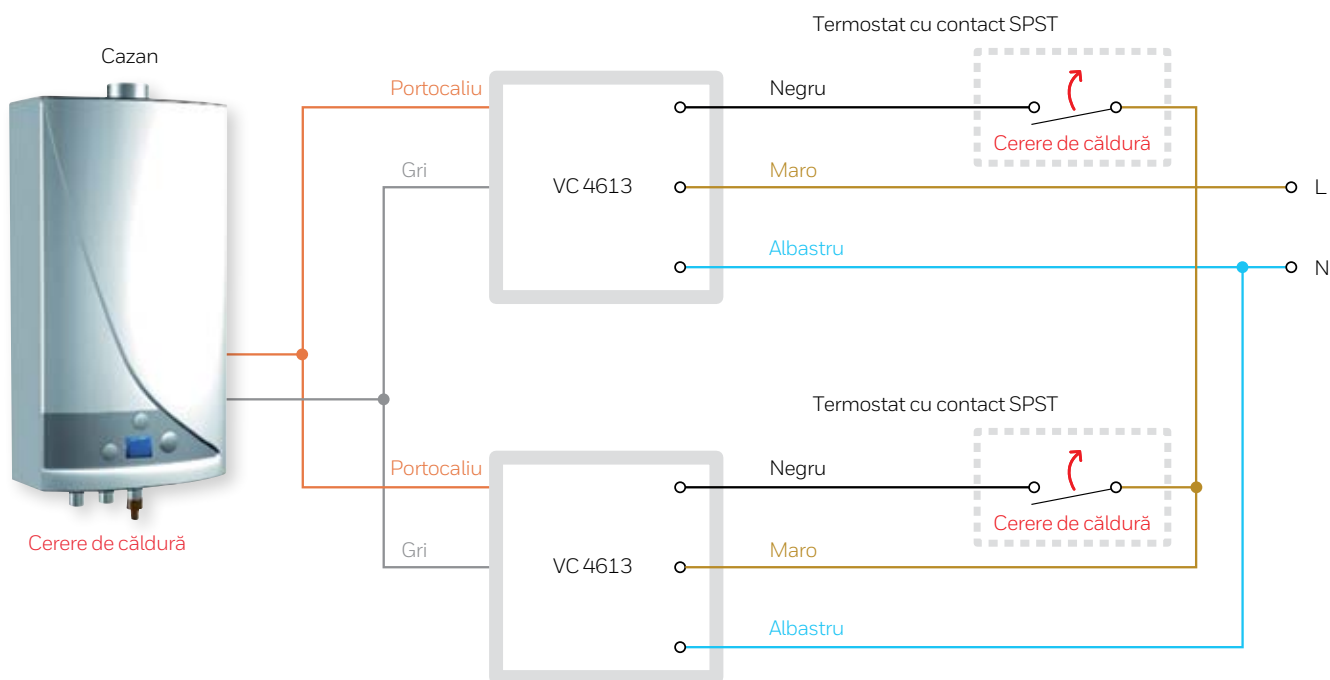 Termostat cu contact SPST
Cazan
Portocaliu
Negru
Cerere de căldură
Gri
VC 4613
Maro
L
Albastru
N
Termostat cu contact SPST
Portocaliu
Negru
Cerere de căldură
Cerere de căldură
Gri
VC 4613
Maro
Albastru